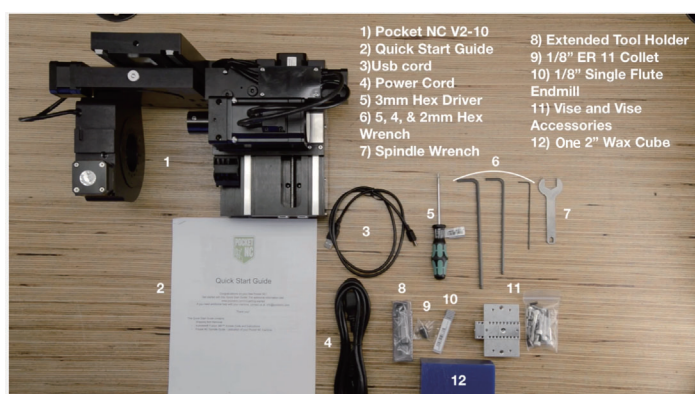 1) Pocket NC V2-10
2) Quick Start Guide
3)Usb cord
4) Power Cord
5) 3mm Hex Driver
6) 5, 4, & 2mm Hex
Wrench
7) Spindle Wrench
8) Extended Tool Holder
9) 1/8" ER 11 Collet
10) 1/8" Single Flute
Endmill
11) Vise and Vise
Accessories
12) One 2" Wax Cube
1
2
3
4
5
6
7
8
9
10
11
12
POCKET
NC
Quick Start Guide